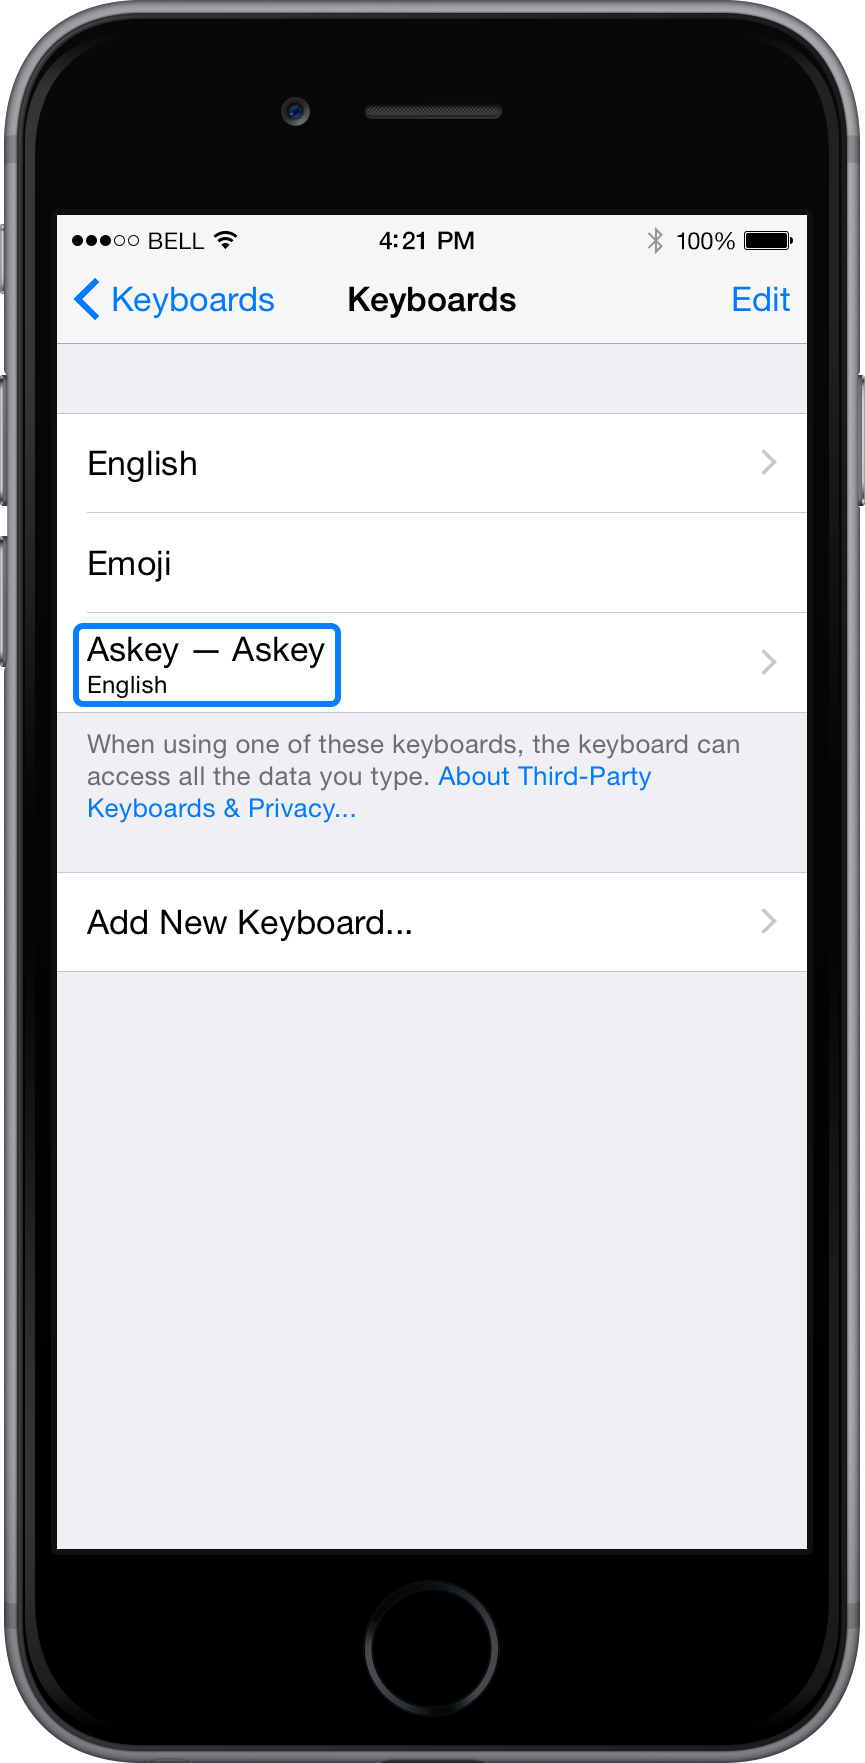 BELL 4:21 PM 100%
Keyboards Keyboards Edit
English
Emoji
Askey — Askey
English
When using one of these keyboards, the keyboard can
access all the data you type. About Third-Party
Keyboards & Privacy...
Add New Keyboard...